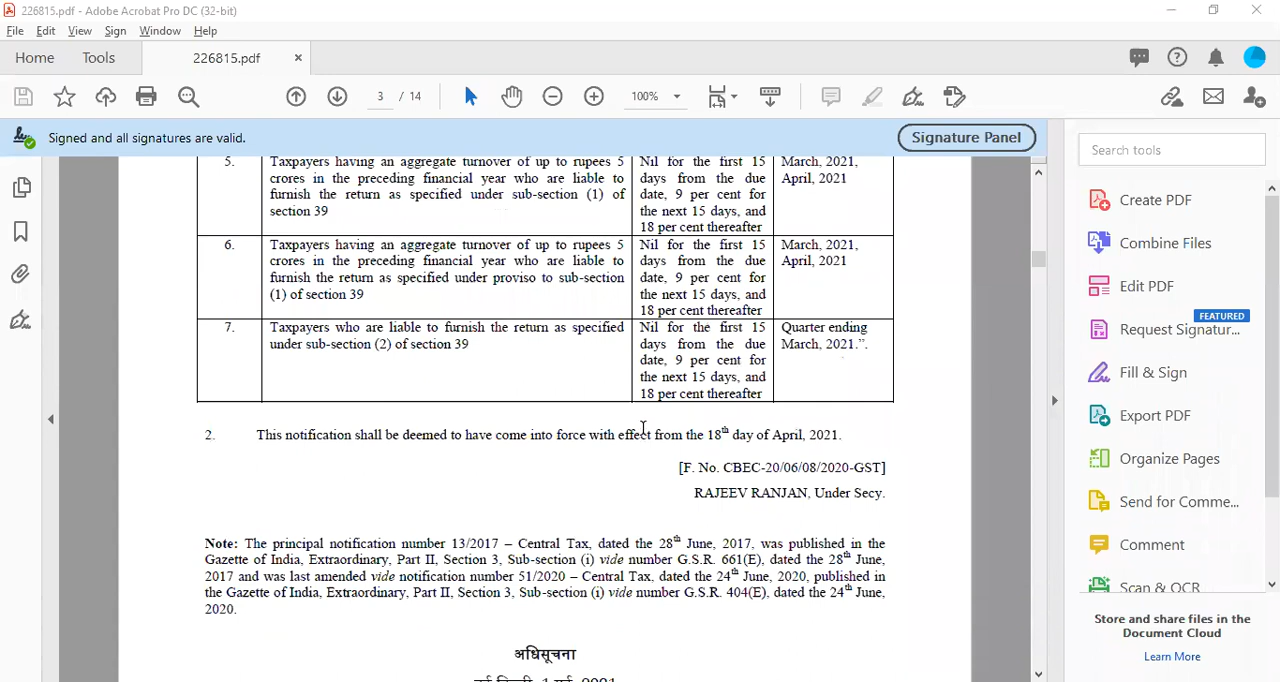 226815.pdf - Adobe Acrobat Pro DC (32-bit)
File Edit View Sign Window Help
Home Tools 226815.pdf ×
3 / 14 100%
Signed and all signatures are valid.
Signature Panel
5. Taxpayers having an aggregate turnover of up to rupees 5 Nil for the first 15 March, 2021,
crores in the preceding financial year who are liable to days from the due April, 2021
furnish the return as specified under sub-section (1) of date, 9 per cent for
section 39 the next 15 days, and
18 per cent thereafter
6. Taxpayers having an aggregate turnover of up to rupees 5 Nil for the first 15 March, 2021,
crores in the preceding financial year who are liable to days from the due April, 2021
furnish the return as specified under proviso to sub-section date, 9 per cent for
(1) of section 39 the next 15 days, and
18 per cent thereafter
7. Taxpayers who are liable to furnish the return as specified Nil for the first 15 Quarter ending
under sub-section (2) of section 39 days from the due March, 2021.”.
date, 9 per cent for
the next 15 days, and
18 per cent thereafter
2. This notification shall be deemed to have come into force with effect from the 18th day of April, 2021.
[F. No. CBEC-20/06/08/2020-GST]
RAJEEV RANJAN, Under Secy.
Note: The principal notification number 13/2017 – Central Tax, dated the 28th June, 2017, was published in the
Gazette of India, Extraordinary, Part II, Section 3, Sub-section (i) vide number G.S.R. 661(E), dated the 28th June,
2017 and was last amended vide notification number 51/2020 – Central Tax, dated the 24th June, 2020, published in
the Gazette of India, Extraordinary, Part II, Section 3, Sub-section (i) vide number G.S.R. 404(E), dated the 24th June,
2020.
अधिसूचना
Search tools
Create PDF
Combine Files
Edit PDF
FEATURED
Request Signatur...
Fill & Sign
Export PDF
Organize Pages
Send for Comme...
Comment
Scan & OCR
Store and share files in the
Document Cloud
Learn More